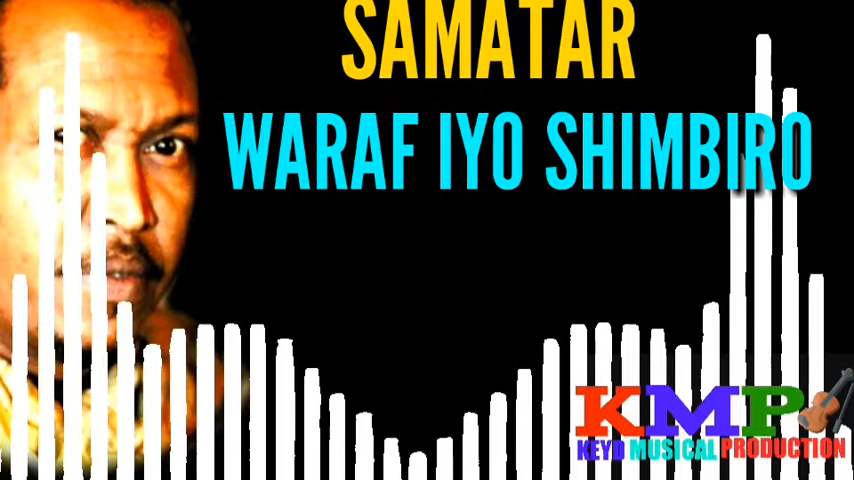 SAMATAR
WARAF IYO SHIMBIRO
KMP
KEYD MUSICAL PRODUCTION